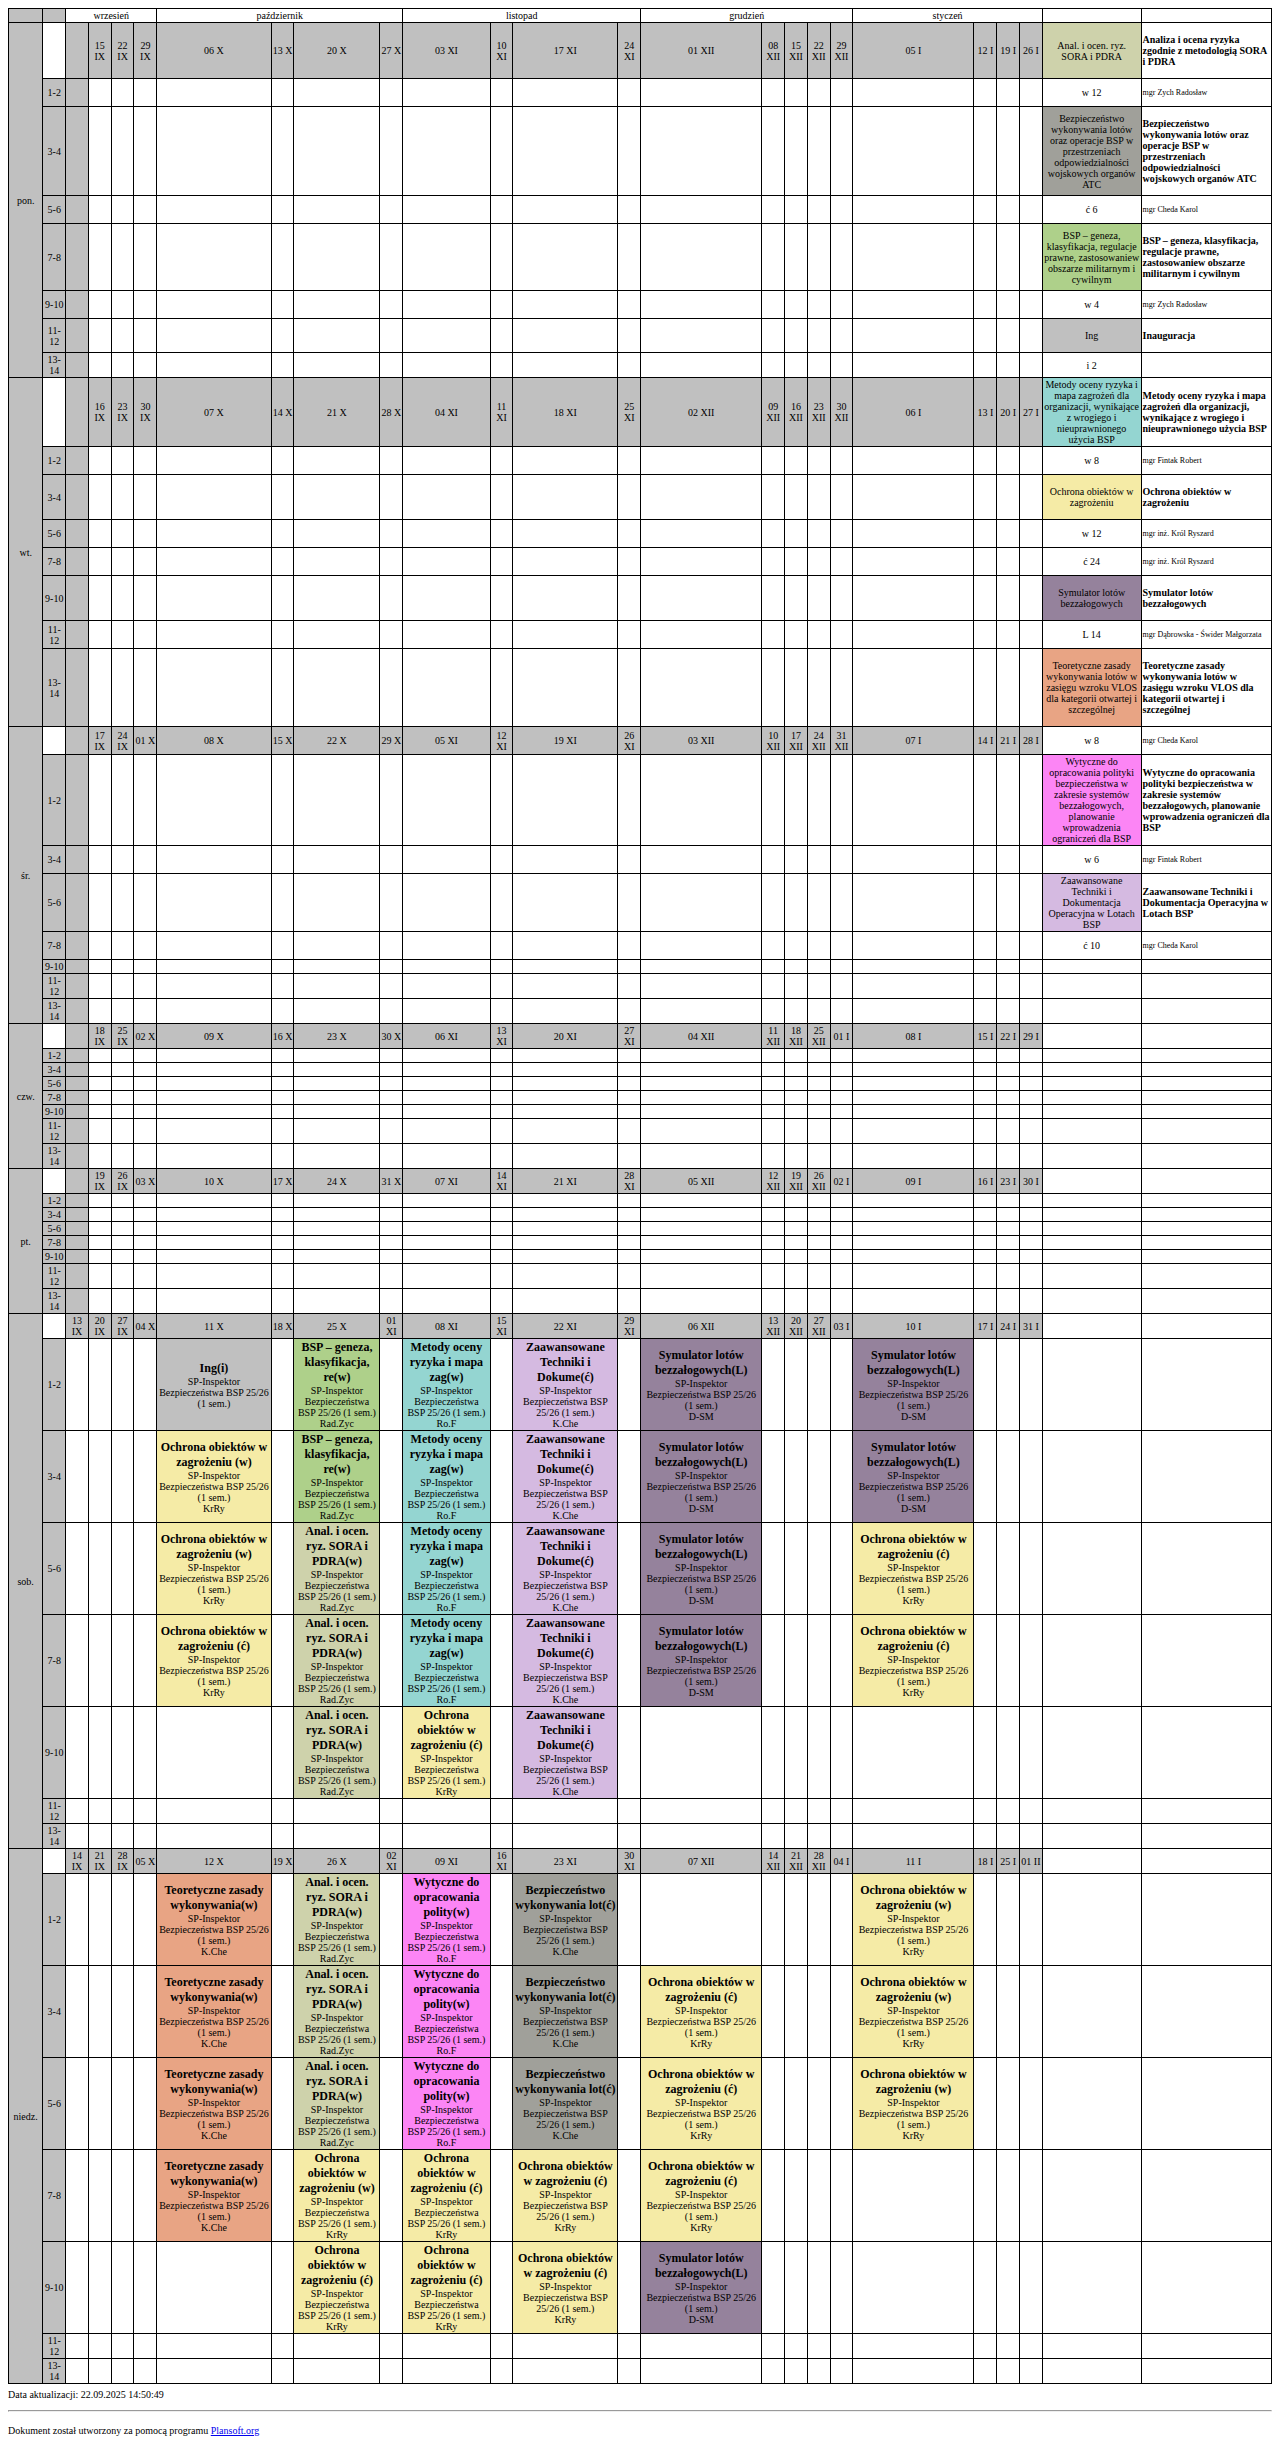 wrzesień październik listopad grudzień styczeń
pon. 15 IX 22 IX 29 IX 06 X 13 X 20 X 27 X 03 XI 10 XI 17 XI 24 XI 01 XII 08 XII 15 XII 22 XII 29 XII 05 I 12 I 19 I 26 I Anal. i ocen. ryz. SORA i PDRA Analiza i ocena ryzyka zgodnie z metodologią SORA i PDRA
1-2 w 12 mgr Zych Radosław
3-4 Bezpieczeństwo wykonywania lotów oraz operacje BSP w przestrzeniach odpowiedzialności wojskowych organów ATC Bezpieczeństwo wykonywania lotów oraz operacje BSP w przestrzeniach odpowiedzialności wojskowych organów ATC
5-6 ć 6 mgr Cheda Karol
7-8 BSP – geneza, klasyfikacja, regulacje prawne, zastosowaniew obszarze militarnym i cywilnym BSP – geneza, klasyfikacja, regulacje prawne, zastosowaniew obszarze militarnym i cywilnym
9-10 w 4 mgr Zych Radosław
11-12 Ing Inauguracja
13-14 i 2
wt. 16 IX 23 IX 30 IX 07 X 14 X 21 X 28 X 04 XI 11 XI 18 XI 25 XI 02 XII 09 XII 16 XII 23 XII 30 XII 06 I 13 I 20 I 27 I Metody oceny ryzyka i mapa zagrożeń dla organizacji, wynikające z wrogiego i nieuprawnionego użycia BSP Metody oceny ryzyka i mapa zagrożeń dla organizacji, wynikające z wrogiego i nieuprawnionego użycia BSP
1-2 w 8 mgr Fintak Robert
3-4 Ochrona obiektów w zagrożeniu Ochrona obiektów w zagrożeniu
5-6 w 12 mgr inż. Król Ryszard
7-8 ć 24 mgr inż. Król Ryszard
9-10 Symulator lotów bezzałogowych Symulator lotów bezzałogowych
11-12 L 14 mgr Dąbrowska - Świder Małgorzata
13-14 Teoretyczne zasady wykonywania lotów w zasięgu wzroku VLOS dla kategorii otwartej i szczególnej Teoretyczne zasady wykonywania lotów w zasięgu wzroku VLOS dla kategorii otwartej i szczególnej
śr. 17 IX 24 IX 01 X 08 X 15 X 22 X 29 X 05 XI 12 XI 19 XI 26 XI 03 XII 10 XII 17 XII 24 XII 31 XII 07 I 14 I 21 I 28 I w 8 mgr Cheda Karol
1-2 Wytyczne do opracowania polityki bezpieczeństwa w zakresie systemów bezzałogowych, planowanie wprowadzenia ograniczeń dla BSP Wytyczne do opracowania polityki bezpieczeństwa w zakresie systemów bezzałogowych, planowanie wprowadzenia ograniczeń dla BSP
3-4 w 6 mgr Fintak Robert
5-6 Zaawansowane Techniki i Dokumentacja Operacyjna w Lotach BSP Zaawansowane Techniki i Dokumentacja Operacyjna w Lotach BSP
7-8 ć 10 mgr Cheda Karol
9-10
11-12
13-14
czw. 18 IX 25 IX 02 X 09 X 16 X 23 X 30 X 06 XI 13 XI 20 XI 27 XI 04 XII 11 XII 18 XII 25 XII 01 I 08 I 15 I 22 I 29 I
1-2
3-4
5-6
7-8
9-10
11-12
13-14
pt. 19 IX 26 IX 03 X 10 X 17 X 24 X 31 X 07 XI 14 XI 21 XI 28 XI 05 XII 12 XII 19 XII 26 XII 02 I 09 I 16 I 23 I 30 I
1-2
3-4
5-6
7-8
9-10
11-12
13-14
sob. 13 IX 20 IX 27 IX 04 X 11 X 18 X 25 X 01 XI 08 XI 15 XI 22 XI 29 XI 06 XII 13 XII 20 XII 27 XII 03 I 10 I 17 I 24 I 31 I
1-2 Ing(i) SP-Inspektor Bezpieczeństwa BSP 25/26 (1 sem.) BSP – geneza, klasyfikacja, re(w) SP-Inspektor Bezpieczeństwa BSP 25/26 (1 sem.) Rad.Zyc Metody oceny ryzyka i mapa zag(w) SP-Inspektor Bezpieczeństwa BSP 25/26 (1 sem.) Ro.F Zaawansowane Techniki i Dokume(ć) SP-Inspektor Bezpieczeństwa BSP 25/26 (1 sem.) K.Che Symulator lotów bezzałogowych(L) SP-Inspektor Bezpieczeństwa BSP 25/26 (1 sem.) D-SM Symulator lotów bezzałogowych(L) SP-Inspektor Bezpieczeństwa BSP 25/26 (1 sem.) D-SM
3-4 Ochrona obiektów w zagrożeniu (w) SP-Inspektor Bezpieczeństwa BSP 25/26 (1 sem.) KrRy BSP – geneza, klasyfikacja, re(w) SP-Inspektor Bezpieczeństwa BSP 25/26 (1 sem.) Rad.Zyc Metody oceny ryzyka i mapa zag(w) SP-Inspektor Bezpieczeństwa BSP 25/26 (1 sem.) Ro.F Zaawansowane Techniki i Dokume(ć) SP-Inspektor Bezpieczeństwa BSP 25/26 (1 sem.) K.Che Symulator lotów bezzałogowych(L) SP-Inspektor Bezpieczeństwa BSP 25/26 (1 sem.) D-SM Symulator lotów bezzałogowych(L) SP-Inspektor Bezpieczeństwa BSP 25/26 (1 sem.) D-SM
5-6 Ochrona obiektów w zagrożeniu (w) SP-Inspektor Bezpieczeństwa BSP 25/26 (1 sem.) KrRy Anal. i ocen. ryz. SORA i PDRA(w) SP-Inspektor Bezpieczeństwa BSP 25/26 (1 sem.) Rad.Zyc Metody oceny ryzyka i mapa zag(w) SP-Inspektor Bezpieczeństwa BSP 25/26 (1 sem.) Ro.F Zaawansowane Techniki i Dokume(ć) SP-Inspektor Bezpieczeństwa BSP 25/26 (1 sem.) K.Che Symulator lotów bezzałogowych(L) SP-Inspektor Bezpieczeństwa BSP 25/26 (1 sem.) D-SM Ochrona obiektów w zagrożeniu (ć) SP-Inspektor Bezpieczeństwa BSP 25/26 (1 sem.) KrRy
7-8 Ochrona obiektów w zagrożeniu (ć) SP-Inspektor Bezpieczeństwa BSP 25/26 (1 sem.) KrRy Anal. i ocen. ryz. SORA i PDRA(w) SP-Inspektor Bezpieczeństwa BSP 25/26 (1 sem.) Rad.Zyc Metody oceny ryzyka i mapa zag(w) SP-Inspektor Bezpieczeństwa BSP 25/26 (1 sem.) Ro.F Zaawansowane Techniki i Dokume(ć) SP-Inspektor Bezpieczeństwa BSP 25/26 (1 sem.) K.Che Symulator lotów bezzałogowych(L) SP-Inspektor Bezpieczeństwa BSP 25/26 (1 sem.) D-SM Ochrona obiektów w zagrożeniu (ć) SP-Inspektor Bezpieczeństwa BSP 25/26 (1 sem.) KrRy
9-10 Anal. i ocen. ryz. SORA i PDRA(w) SP-Inspektor Bezpieczeństwa BSP 25/26 (1 sem.) Rad.Zyc Ochrona obiektów w zagrożeniu (ć) SP-Inspektor Bezpieczeństwa BSP 25/26 (1 sem.) KrRy Zaawansowane Techniki i Dokume(ć) SP-Inspektor Bezpieczeństwa BSP 25/26 (1 sem.) K.Che
11-12
13-14
niedz. 14 IX 21 IX 28 IX 05 X 12 X 19 X 26 X 02 XI 09 XI 16 XI 23 XI 30 XI 07 XII 14 XII 21 XII 28 XII 04 I 11 I 18 I 25 I 01 II
1-2 Teoretyczne zasady wykonywania(w) SP-Inspektor Bezpieczeństwa BSP 25/26 (1 sem.) K.Che Anal. i ocen. ryz. SORA i PDRA(w) SP-Inspektor Bezpieczeństwa BSP 25/26 (1 sem.) Rad.Zyc Wytyczne do opracowania polity(w) SP-Inspektor Bezpieczeństwa BSP 25/26 (1 sem.) Ro.F Bezpieczeństwo wykonywania lot(ć) SP-Inspektor Bezpieczeństwa BSP 25/26 (1 sem.) K.Che Ochrona obiektów w zagrożeniu (w) SP-Inspektor Bezpieczeństwa BSP 25/26 (1 sem.) KrRy
3-4 Teoretyczne zasady wykonywania(w) SP-Inspektor Bezpieczeństwa BSP 25/26 (1 sem.) K.Che Anal. i ocen. ryz. SORA i PDRA(w) SP-Inspektor Bezpieczeństwa BSP 25/26 (1 sem.) Rad.Zyc Wytyczne do opracowania polity(w) SP-Inspektor Bezpieczeństwa BSP 25/26 (1 sem.) Ro.F Bezpieczeństwo wykonywania lot(ć) SP-Inspektor Bezpieczeństwa BSP 25/26 (1 sem.) K.Che Ochrona obiektów w zagrożeniu (ć) SP-Inspektor Bezpieczeństwa BSP 25/26 (1 sem.) KrRy Ochrona obiektów w zagrożeniu (w) SP-Inspektor Bezpieczeństwa BSP 25/26 (1 sem.) KrRy
5-6 Teoretyczne zasady wykonywania(w) SP-Inspektor Bezpieczeństwa BSP 25/26 (1 sem.) K.Che Anal. i ocen. ryz. SORA i PDRA(w) SP-Inspektor Bezpieczeństwa BSP 25/26 (1 sem.) Rad.Zyc Wytyczne do opracowania polity(w) SP-Inspektor Bezpieczeństwa BSP 25/26 (1 sem.) Ro.F Bezpieczeństwo wykonywania lot(ć) SP-Inspektor Bezpieczeństwa BSP 25/26 (1 sem.) K.Che Ochrona obiektów w zagrożeniu (ć) SP-Inspektor Bezpieczeństwa BSP 25/26 (1 sem.) KrRy Ochrona obiektów w zagrożeniu (w) SP-Inspektor Bezpieczeństwa BSP 25/26 (1 sem.) KrRy
7-8 Teoretyczne zasady wykonywania(w) SP-Inspektor Bezpieczeństwa BSP 25/26 (1 sem.) K.Che Ochrona obiektów w zagrożeniu (w) SP-Inspektor Bezpieczeństwa BSP 25/26 (1 sem.) KrRy Ochrona obiektów w zagrożeniu (ć) SP-Inspektor Bezpieczeństwa BSP 25/26 (1 sem.) KrRy Ochrona obiektów w zagrożeniu (ć) SP-Inspektor Bezpieczeństwa BSP 25/26 (1 sem.) KrRy Ochrona obiektów w zagrożeniu (ć) SP-Inspektor Bezpieczeństwa BSP 25/26 (1 sem.) KrRy
9-10 Ochrona obiektów w zagrożeniu (ć) SP-Inspektor Bezpieczeństwa BSP 25/26 (1 sem.) KrRy Ochrona obiektów w zagrożeniu (ć) SP-Inspektor Bezpieczeństwa BSP 25/26 (1 sem.) KrRy Ochrona obiektów w zagrożeniu (ć) SP-Inspektor Bezpieczeństwa BSP 25/26 (1 sem.) KrRy Symulator lotów bezzałogowych(L) SP-Inspektor Bezpieczeństwa BSP 25/26 (1 sem.) D-SM
11-12
13-14
Data aktualizacji: 22.09.2025 14:50:49
Dokument został utworzony za pomocą programu Plansoft.org